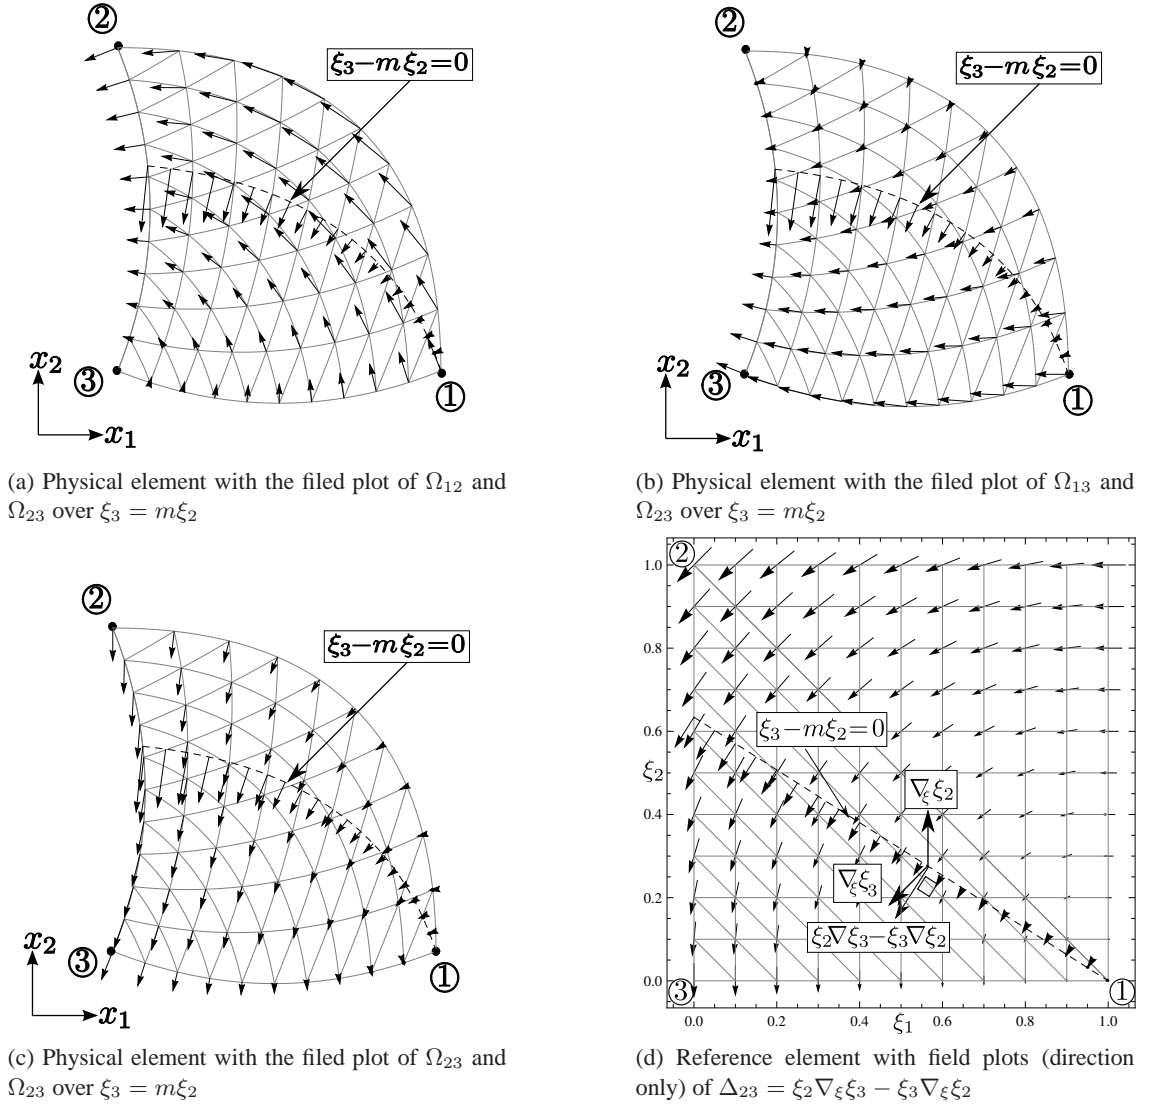 ②
ξ₃−mξ₂=0
x₂
③
①
x₁
(a) Physical element with the filed plot of Ω₁₂ and
Ω₂₃ over ξ₃ = mξ₂
②
ξ₃−mξ₂=0
x₂
③
①
x₁
(b) Physical element with the filed plot of Ω₁₃ and
Ω₂₃ over ξ₃ = mξ₂
②
ξ₃−mξ₂=0
x₂
③
①
x₁
(c) Physical element with the filed plot of Ω₂₃ and
Ω₂₃ over ξ₃ = mξ₂
②
1.0
0.8
0.6
ξ₃−mξ₂=0
ξ₂
∇ξξ₂
0.4
∇ξξ₃
0.2
ξ₂∇ξ₃−ξ₃∇ξ₂
0.0
③
①
0.0 0.2 0.4 0.6 0.8 1.0
ξ₁
(d) Reference element with field plots (direction
only) of Δ₂₃ = ξ₂∇ξξ₃ − ξ₃∇ξξ₂